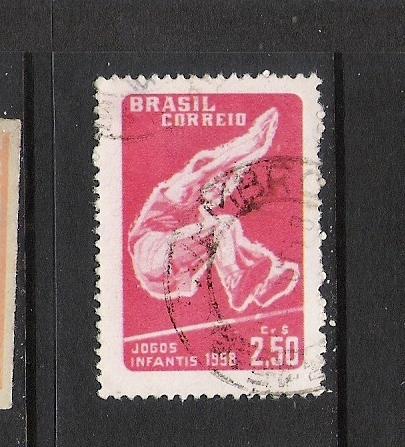 BRASIL
CORREIO
JOGOS
INFANTIS 1958
Cr$
2,50